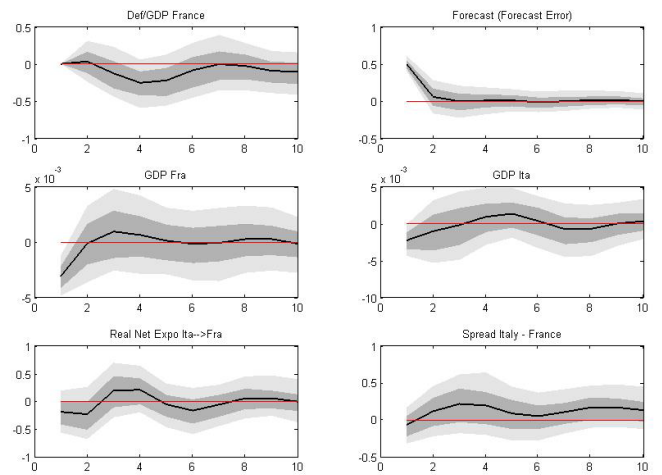 Def/GDP France
Forecast (Forecast Error)
0.5
0
-0.5
-1
0 2 4 6 8 10
1
0.5
0
-0.5
0 2 4 6 8 10
x 10-3
GDP Fra
5
0
-5
0 2 4 6 8 10
x 10-3
GDP Ita
5
0
-5
-10
0 2 4 6 8 10
Real Net Expo Ita-->Fra
1
0.5
0
-0.5
-1
0 2 4 6 8 10
Spread Italy - France
1
0.5
0
-0.5
0 2 4 6 8 10